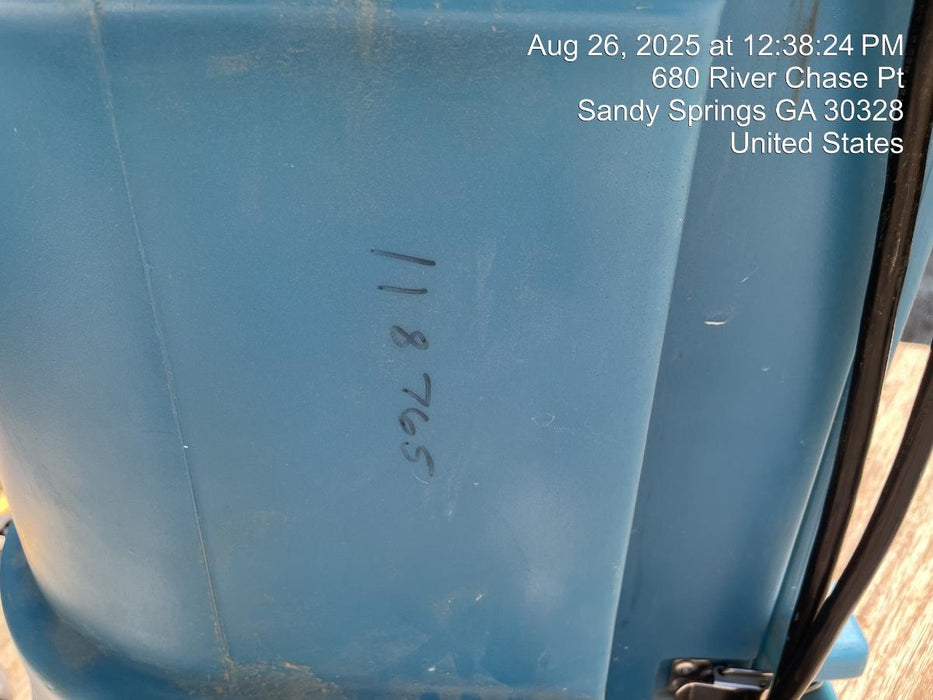 Aug 26, 2025 at 12:38:24 PM
680 River Chase Pt
Sandy Springs GA 30328
United States
118765